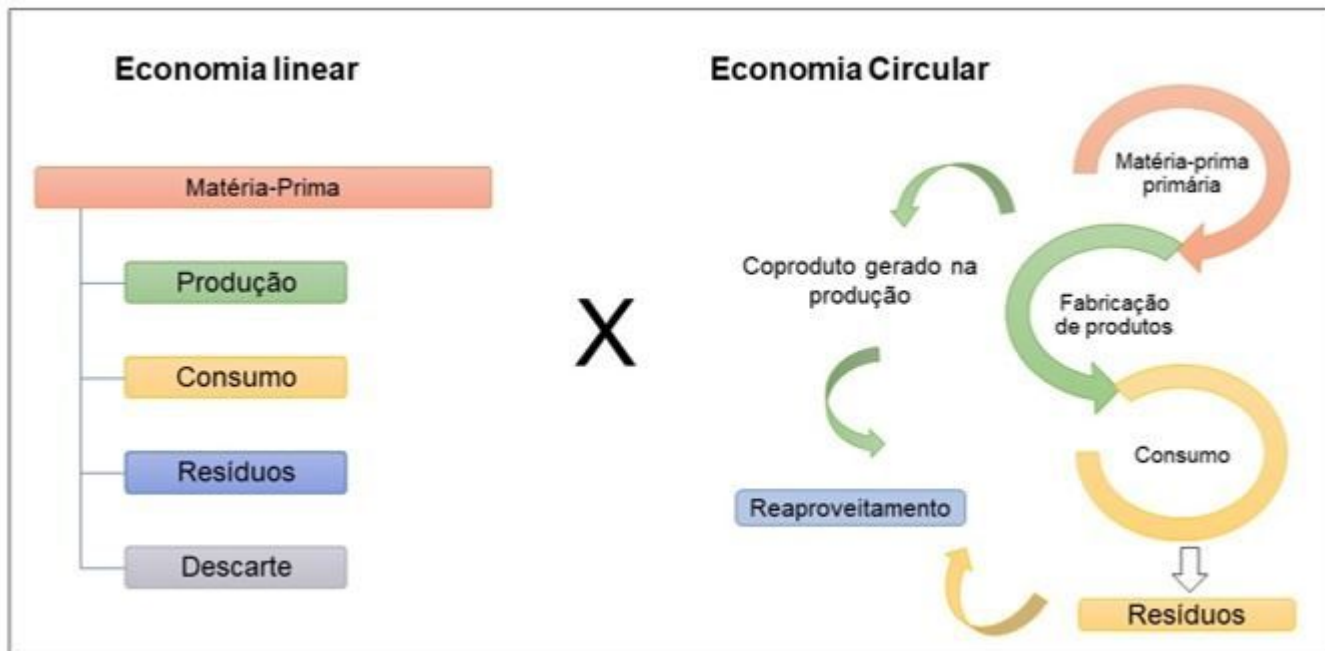 Economia linear
Matéria-Prima
Produção
Consumo
Resíduos
Descarte
X
Economia Circular
Matéria-prima
primária
Coproduto gerado na
produção
Fabricação
de produtos
Consumo
Reaproveitamento
Resíduos